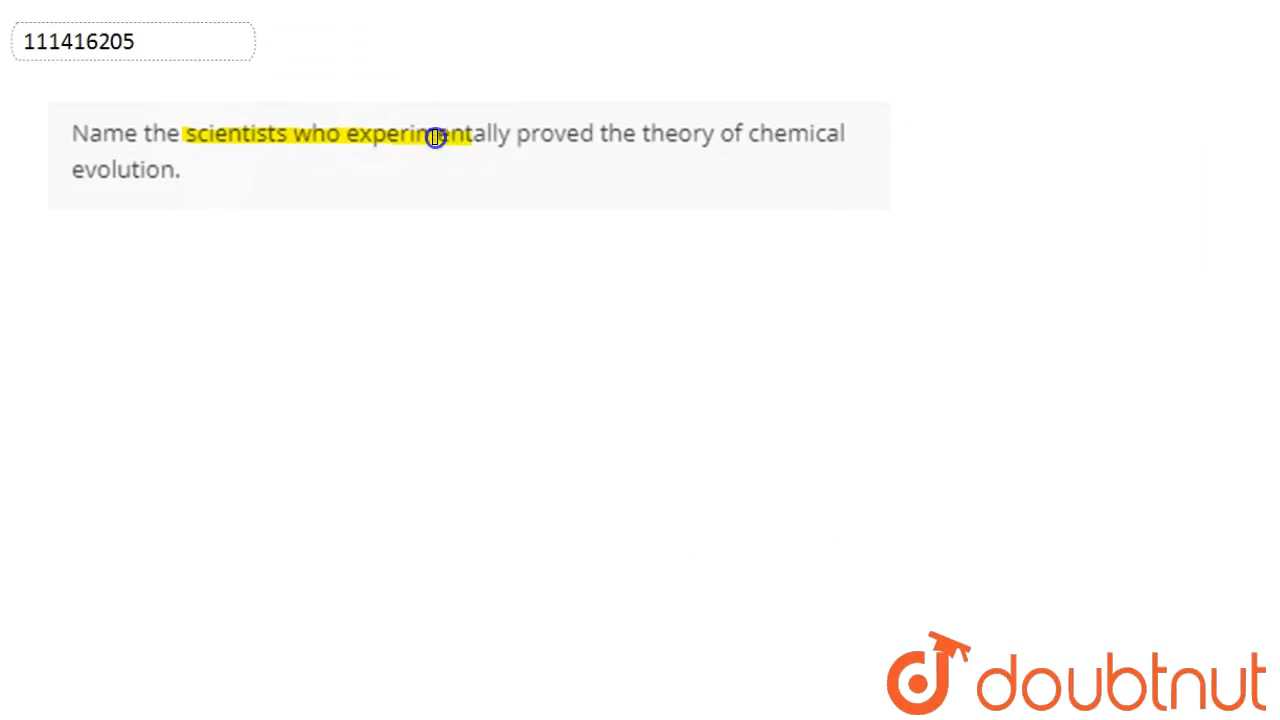 111416205
Name the scientists who experimentally proved the theory of chemical
evolution.
doubtnut